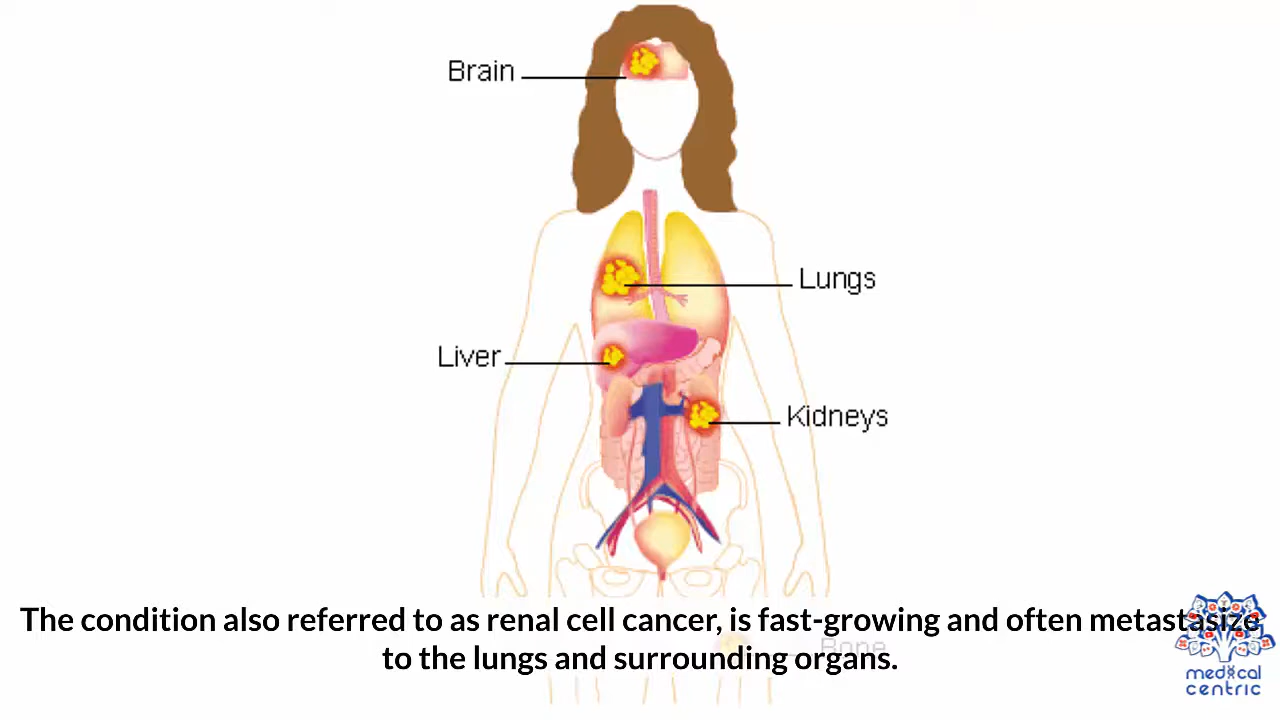 Brain
Lungs
Liver
Kidneys
The condition also referred to as renal cell cancer, is fast-growing and often metastasize
to the lungs and surrounding organs.
Bone
medical
centric